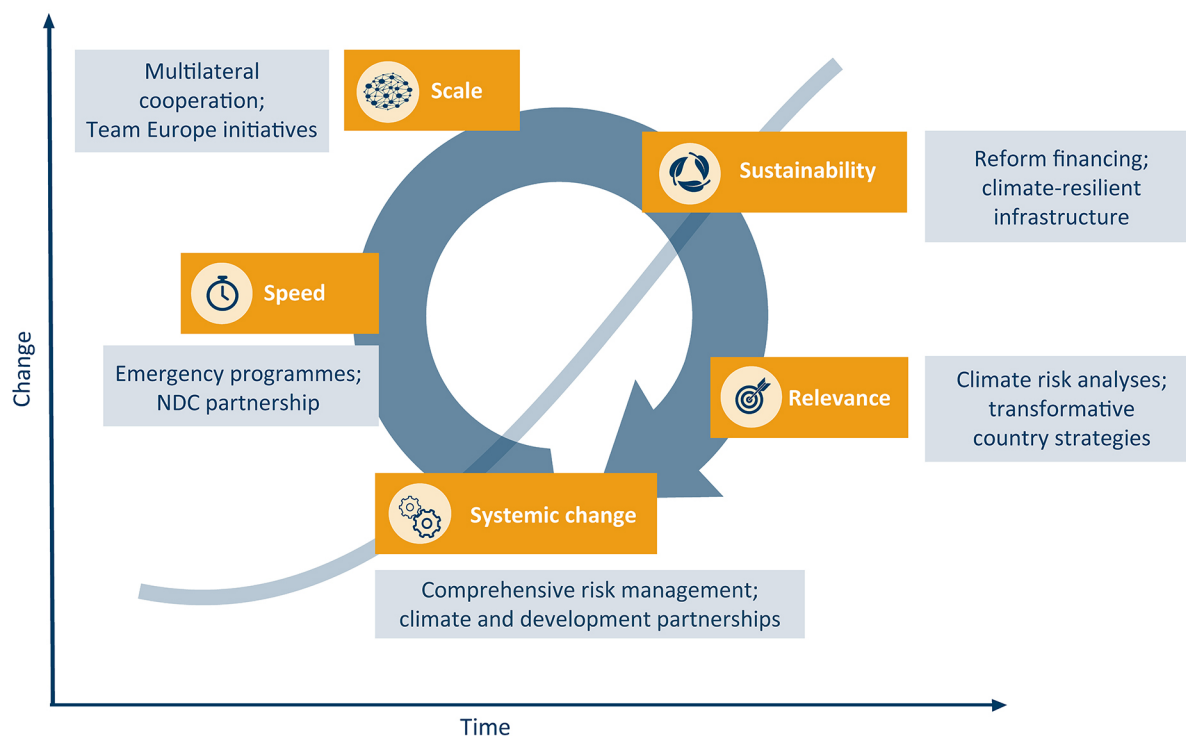 Multilateral
cooperation;
Team Europe initiatives
Scale
Sustainability
Reform financing;
climate-resilient
infrastructure
Speed
Emergency programmes;
NDC partnership
Relevance
Climate risk analyses;
transformative
country strategies
Systemic change
Comprehensive risk management;
climate and development partnerships
Change
Time